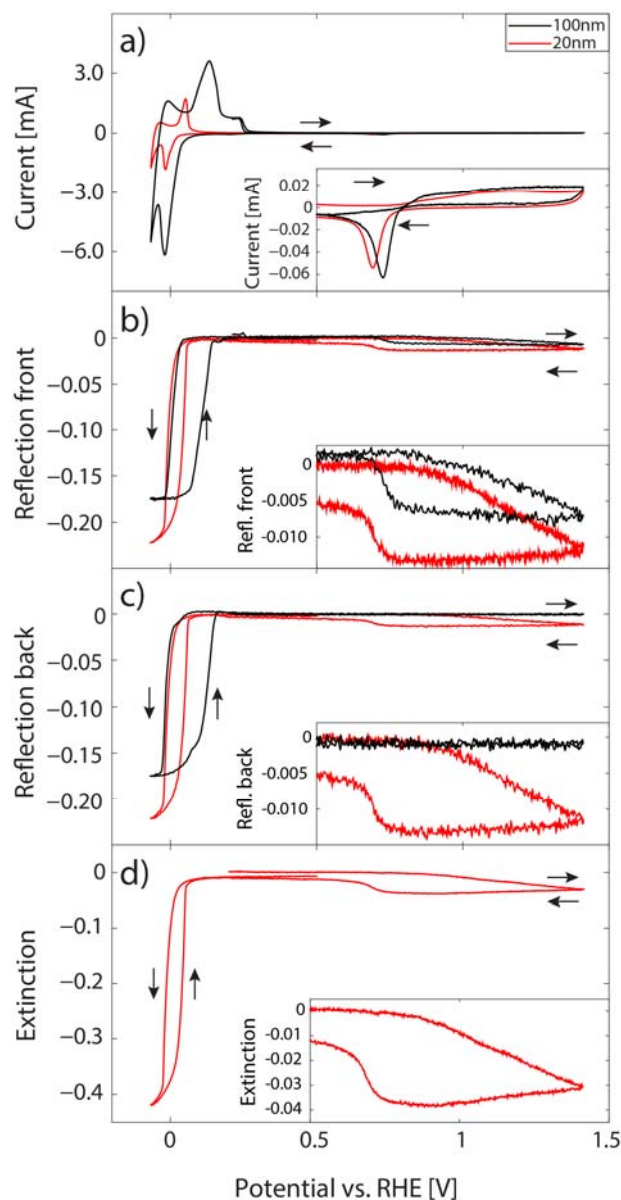 a)
100nm
20nm
Current [mA]
3.0
0
−3.0
−6.0
Current [mA]
0.02
0
−0.02
−0.04
−0.06
b)
Reflection front
0
−0.05
−0.10
−0.15
−0.20
Refl. front
0
-0.005
-0.010
c)
Reflection back
0
−0.05
−0.10
−0.15
−0.20
Refl. back
0
-0.005
-0.010
d)
Extinction
0
−0.1
−0.2
−0.3
−0.4
Extinction
0
-0.01
-0.02
-0.03
-0.04
0 0.5 1 1.5
Potential vs. RHE [V]